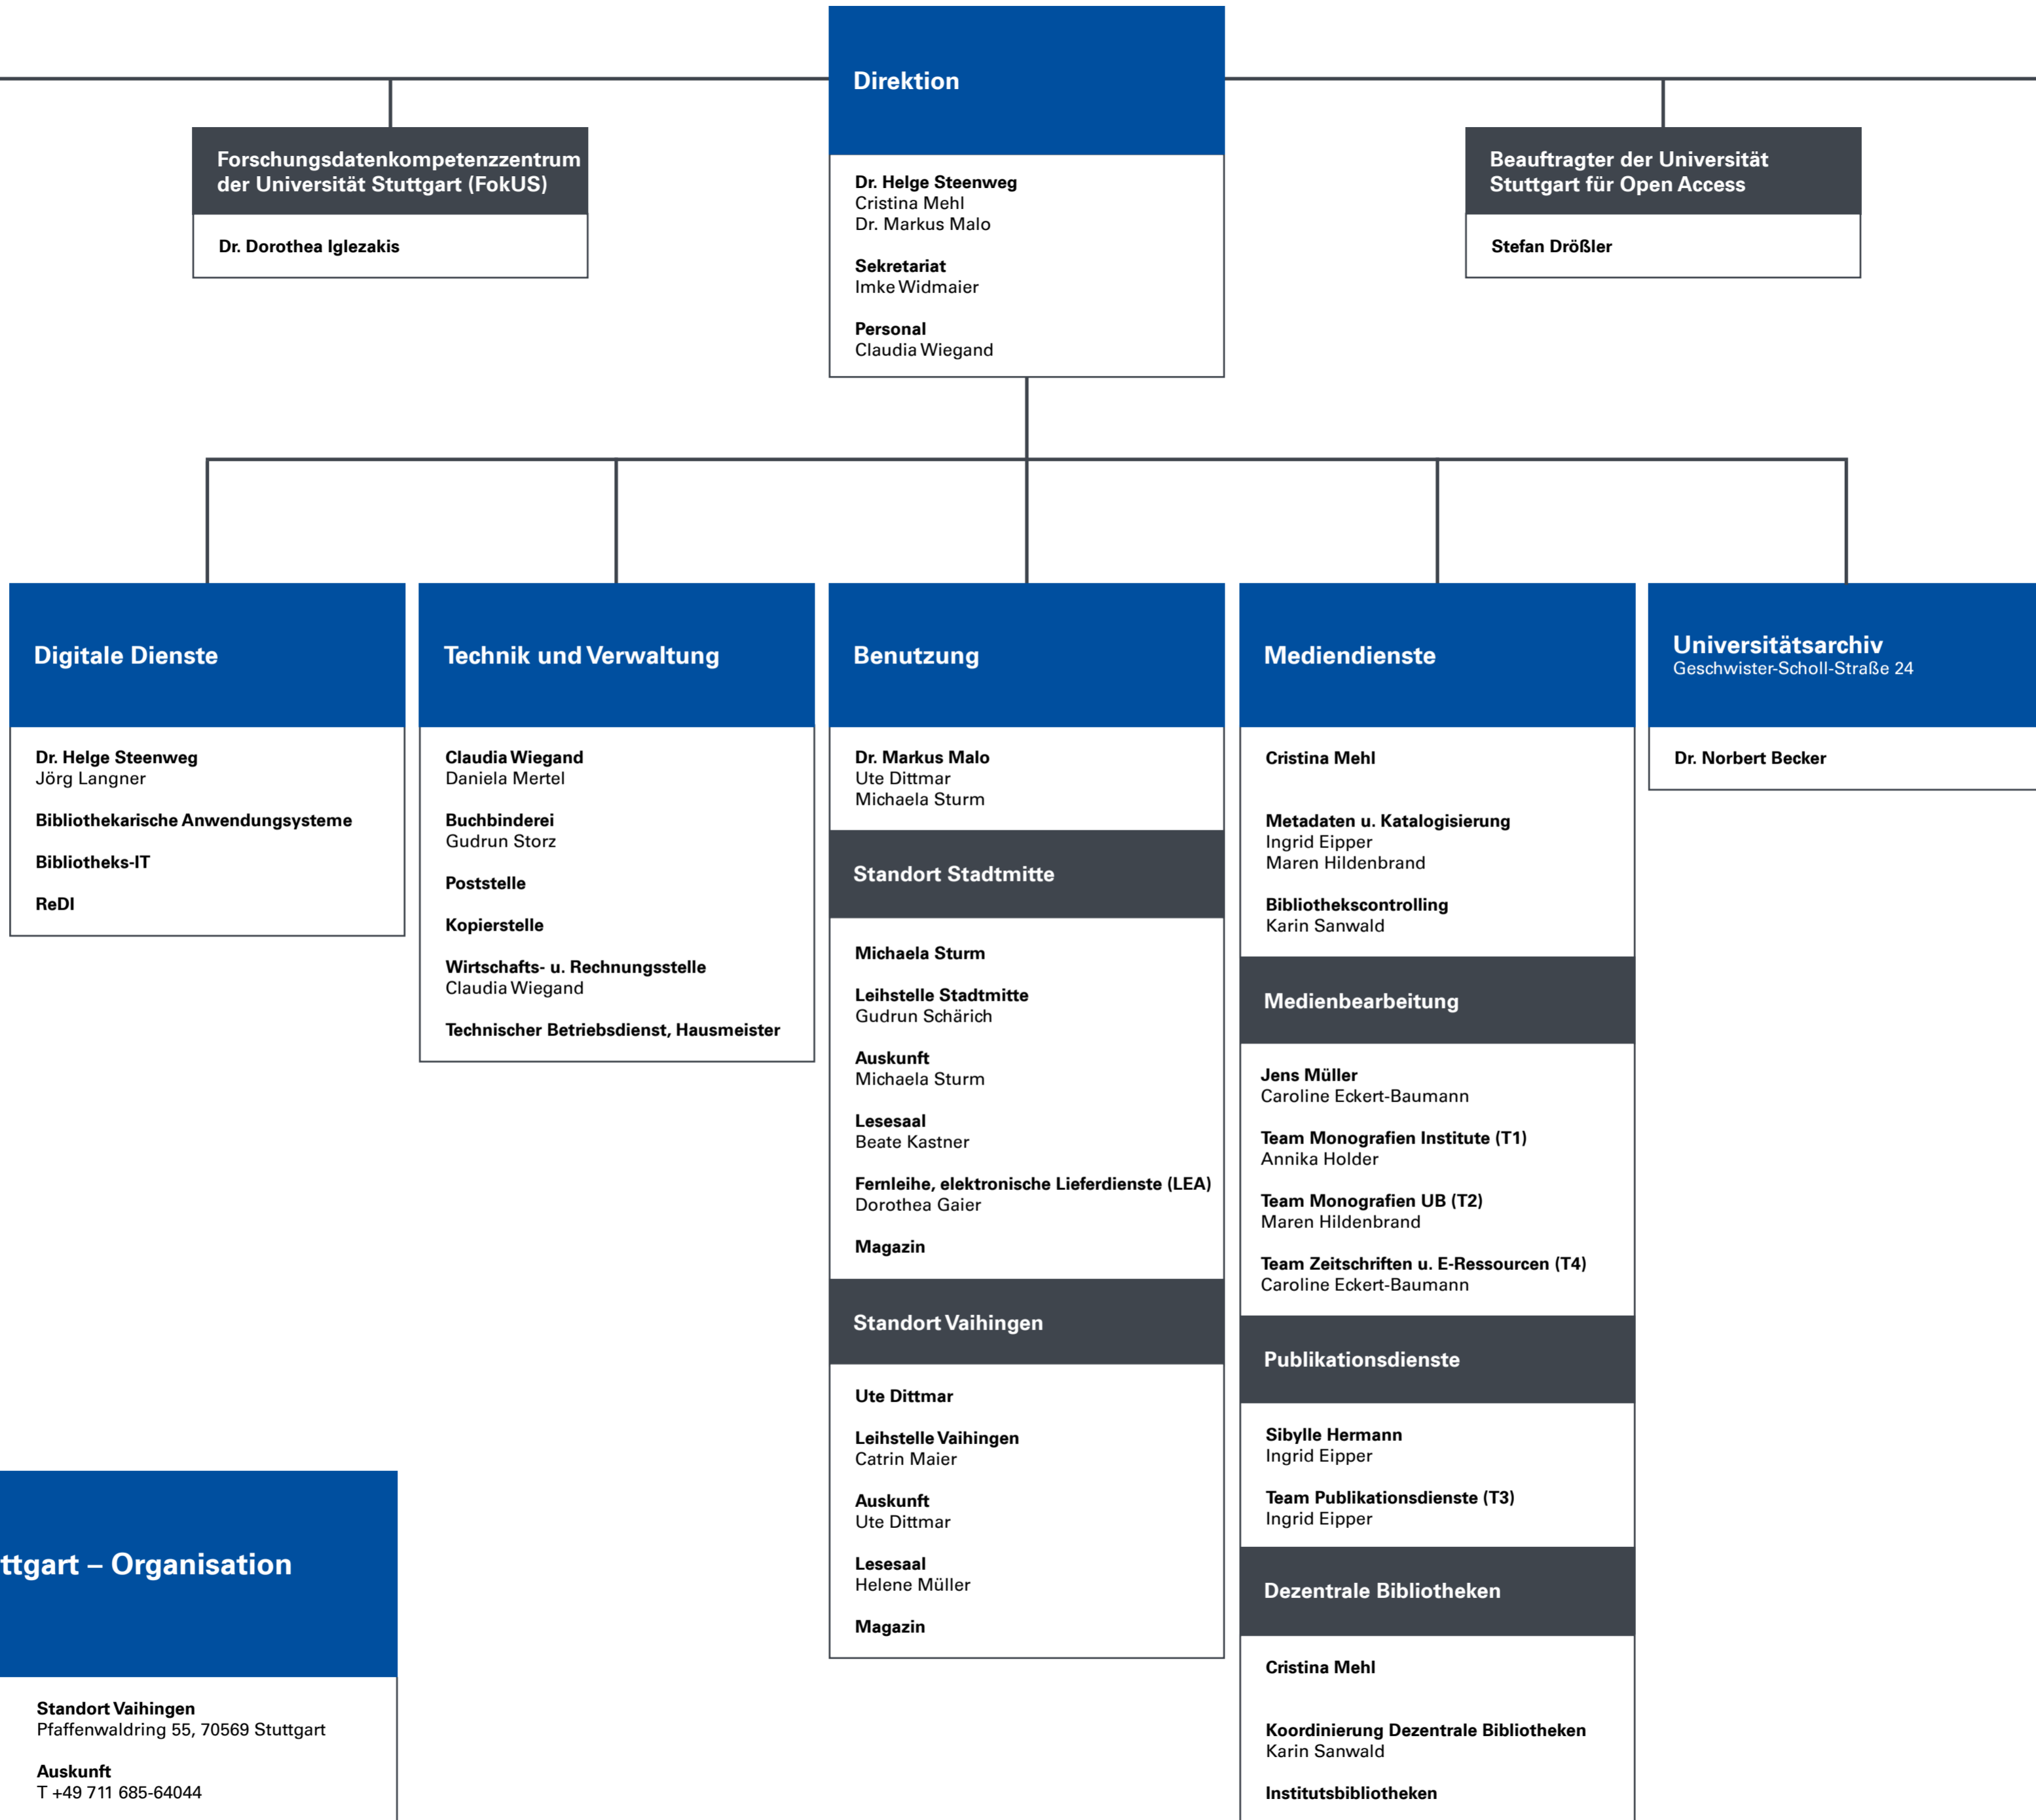 Direktion
Dr. Helge Steenweg
Cristina Mehl
Dr. Markus Malo
Sekretariat
Imke Widmaier
Personal
Claudia Wiegand
Forschungsdatenkompetenzzentrum
der Universität Stuttgart (FokUS)
Dr. Dorothea Iglezakis
Beauftragter der Universität
Stuttgart für Open Access
Stefan Drößler
Digitale Dienste
Dr. Helge Steenweg
Jörg Langner
Bibliothekarische Anwendungsysteme
Bibliotheks-IT
ReDI
Technik und Verwaltung
Claudia Wiegand
Daniela Mertel
Buchbinderei
Gudrun Storz
Poststelle
Kopierstelle
Wirtschafts- u. Rechnungsstelle
Claudia Wiegand
Technischer Betriebsdienst, Hausmeister
Benutzung
Dr. Markus Malo
Ute Dittmar
Michaela Sturm
Standort Stadtmitte
Michaela Sturm
Leihstelle Stadtmitte
Gudrun Schärich
Auskunft
Michaela Sturm
Lesesaal
Beate Kastner
Fernleihe, elektronische Lieferdienste (LEA)
Dorothea Gaier
Magazin
Standort Vaihingen
Ute Dittmar
Leihstelle Vaihingen
Catrin Maier
Auskunft
Ute Dittmar
Lesesaal
Helene Müller
Magazin
Mediendienste
Cristina Mehl
Metadaten u. Katalogisierung
Ingrid Eipper
Maren Hildenbrand
Bibliothekscontrolling
Karin Sanwald
Medienbearbeitung
Jens Müller
Caroline Eckert-Baumann
Team Monografien Institute (T1)
Annika Holder
Team Monografien UB (T2)
Maren Hildenbrand
Team Zeitschriften u. E-Ressourcen (T4)
Caroline Eckert-Baumann
Publikationsdienste
Sibylle Hermann
Ingrid Eipper
Team Publikationsdienste (T3)
Ingrid Eipper
Dezentrale Bibliotheken
Cristina Mehl
Koordinierung Dezentrale Bibliotheken
Karin Sanwald
Institutsbibliotheken
Universitätsarchiv
Geschwister-Scholl-Straße 24
Dr. Norbert Becker
ttgart – Organisation
Standort Vaihingen
Pfaffenwaldring 55, 70569 Stuttgart
Auskunft
T +49 711 685-64044